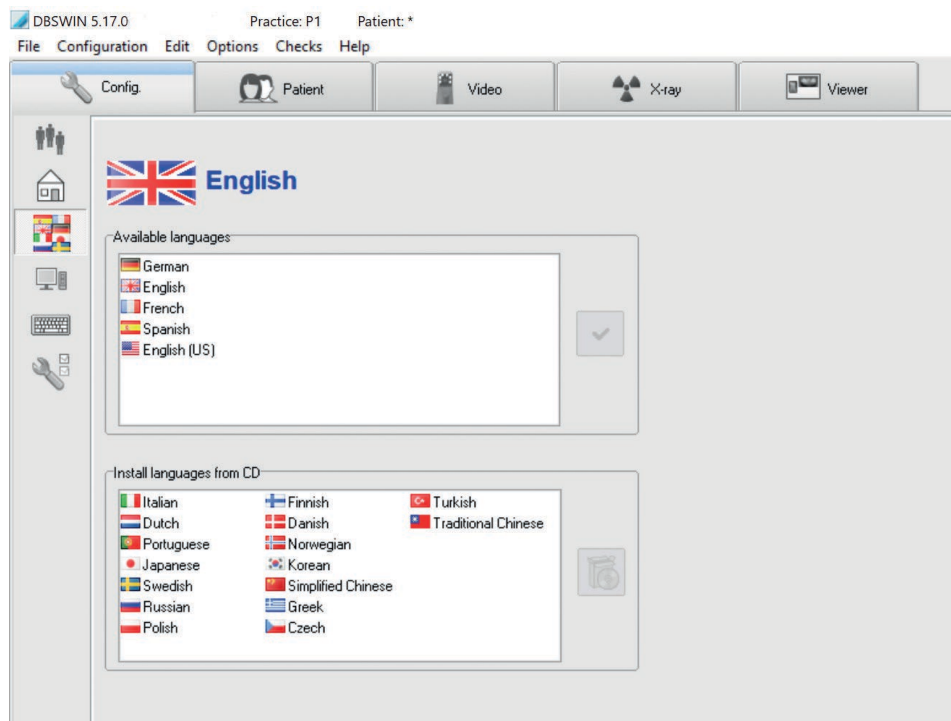 DBSWIN 5.17.0 Practice: P1 Patient: *
File Configuration Edit Options Checks Help
Config. Patient Video X-ray Viewer
English
Available languages
German
English
French
Spanish
English (US)
Install languages from CD
Italian Finnish Turkish
Dutch Danish Traditional Chinese
Portuguese Norwegian
Japanese Korean
Swedish Simplified Chinese
Russian Greek
Polish Czech